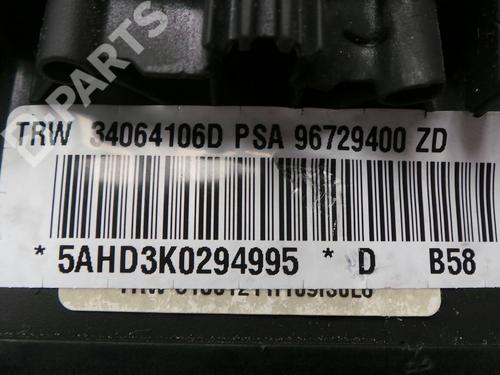 D-PARTS
TRW 34064106D PSA 96729400 ZD
* 5AHD3K0294995 * D B58